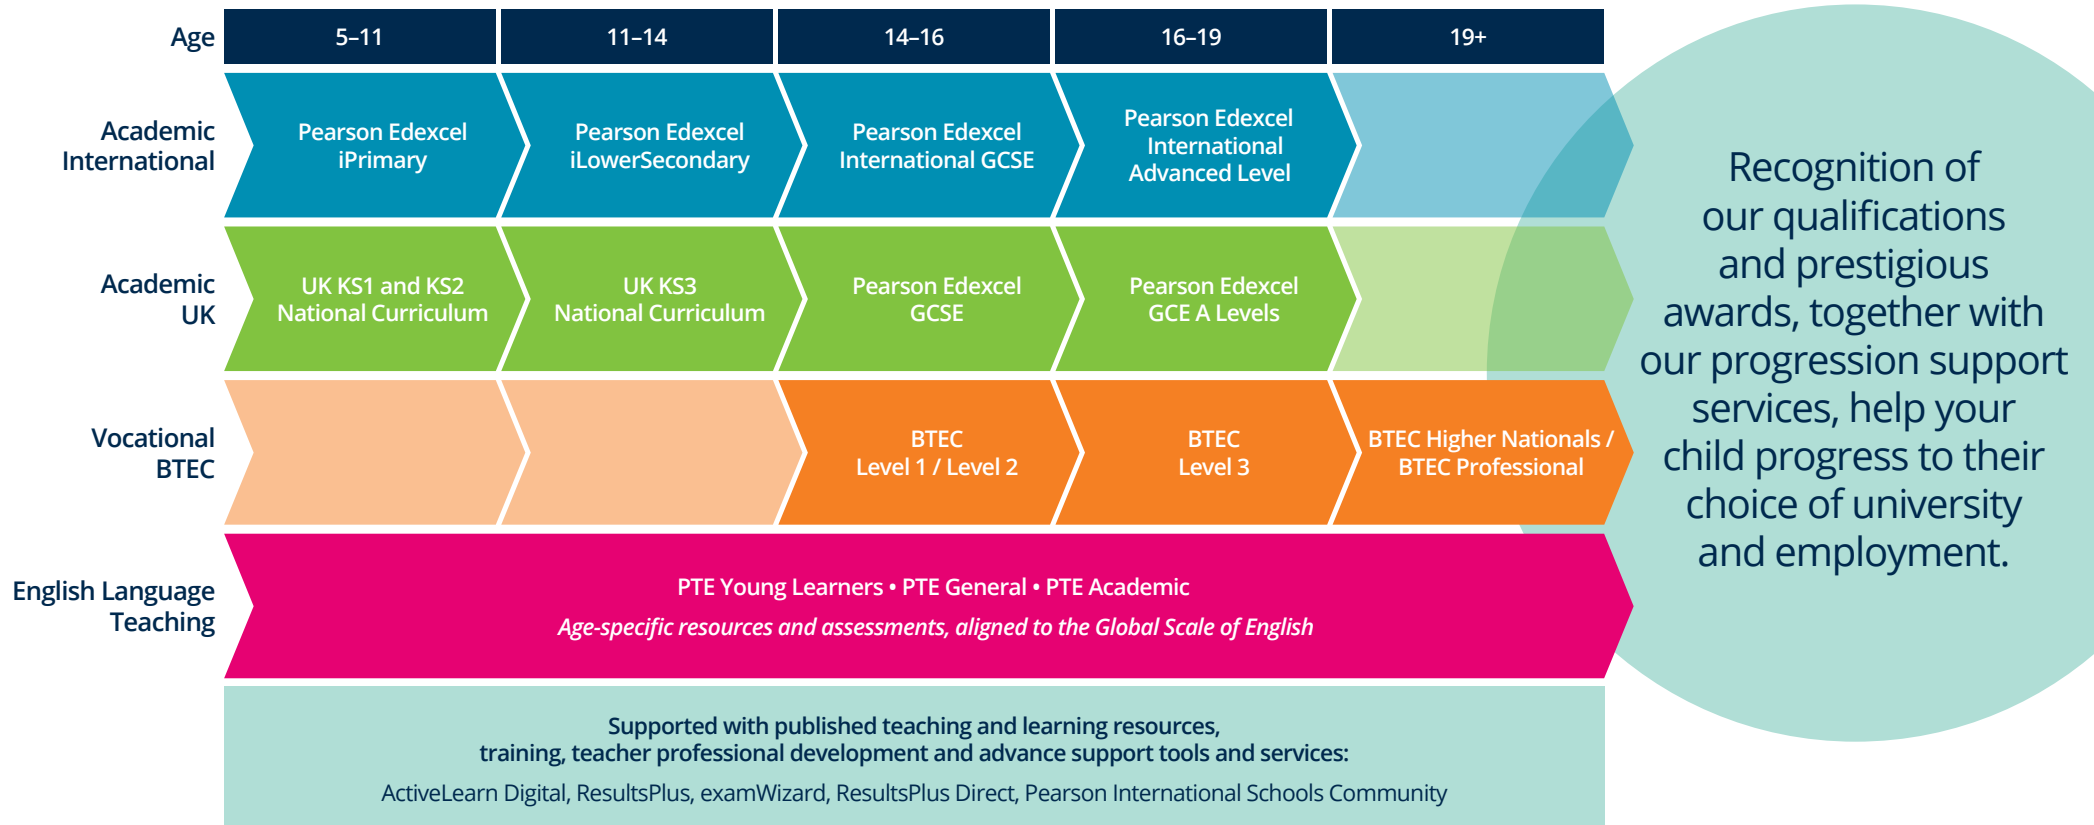 Age
5–11
11–14
14–16
16–19
19+
Academic
International
Pearson Edexcel
iPrimary
Pearson Edexcel
iLowerSecondary
Pearson Edexcel
International GCSE
Pearson Edexcel
International
Advanced Level
Academic
UK
UK KS1 and KS2
National Curriculum
UK KS3
National Curriculum
Pearson Edexcel
GCSE
Pearson Edexcel
GCE A Levels
Vocational
BTEC
BTEC
Level 1 / Level 2
BTEC
Level 3
BTEC Higher Nationals /
BTEC Professional
English Language
Teaching
PTE Young Learners • PTE General • PTE Academic
Age-specific resources and assessments, aligned to the Global Scale of English
Supported with published teaching and learning resources,
training, teacher professional development and advance support tools and services:
ActiveLearn Digital, ResultsPlus, examWizard, ResultsPlus Direct, Pearson International Schools Community
Recognition of
our qualifications
and prestigious
awards, together with
our progression support
services, help your
child progress to their
choice of university
and employment.